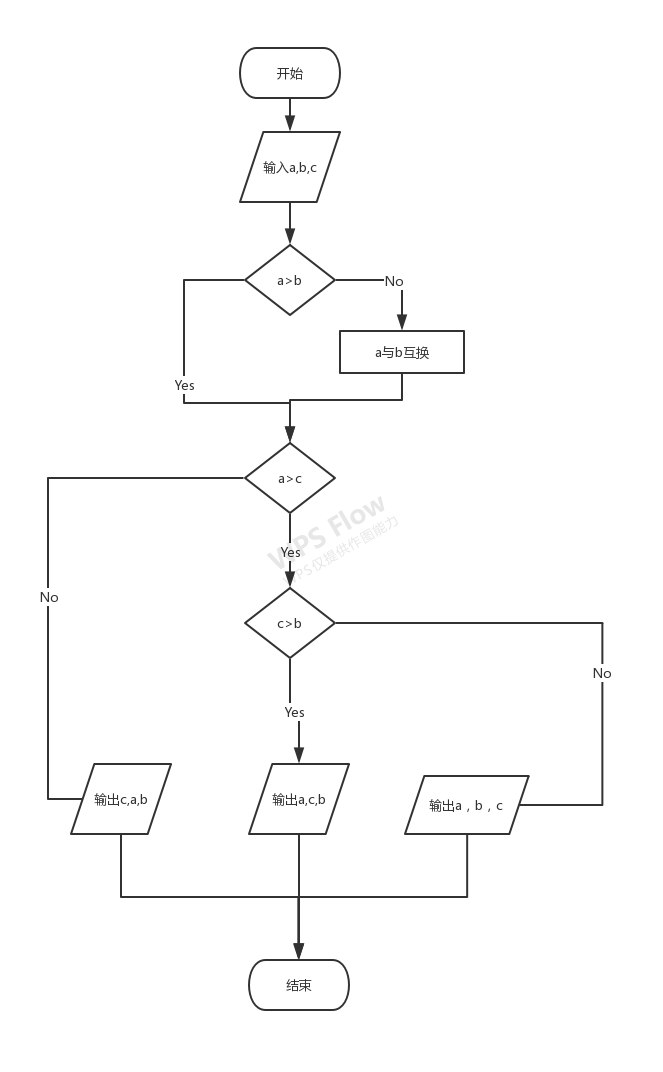 开始
输入a,b,c
a>b
No
a与b互换
Yes
a>c
WPS Flow
WPS仅提供作图能力
Yes
No
c>b
No
Yes
输出c,a,b
输出a,c,b
输出a，b，c
结束